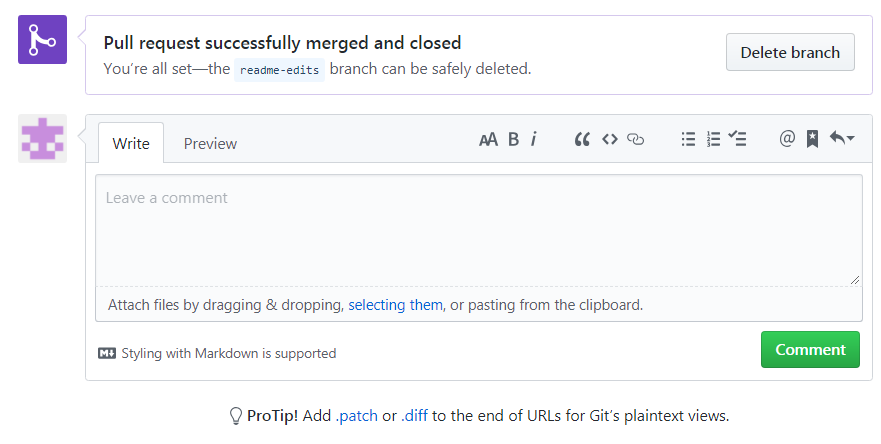 Pull request successfully merged and closed
You're all set—the readme-edits branch can be safely deleted.
Delete branch
Write Preview AA B i @
Leave a comment
Attach files by dragging & dropping, selecting them, or pasting from the clipboard.
M↓ Styling with Markdown is supported
Comment
ProTip! Add .patch or .diff to the end of URLs for Git's plaintext views.